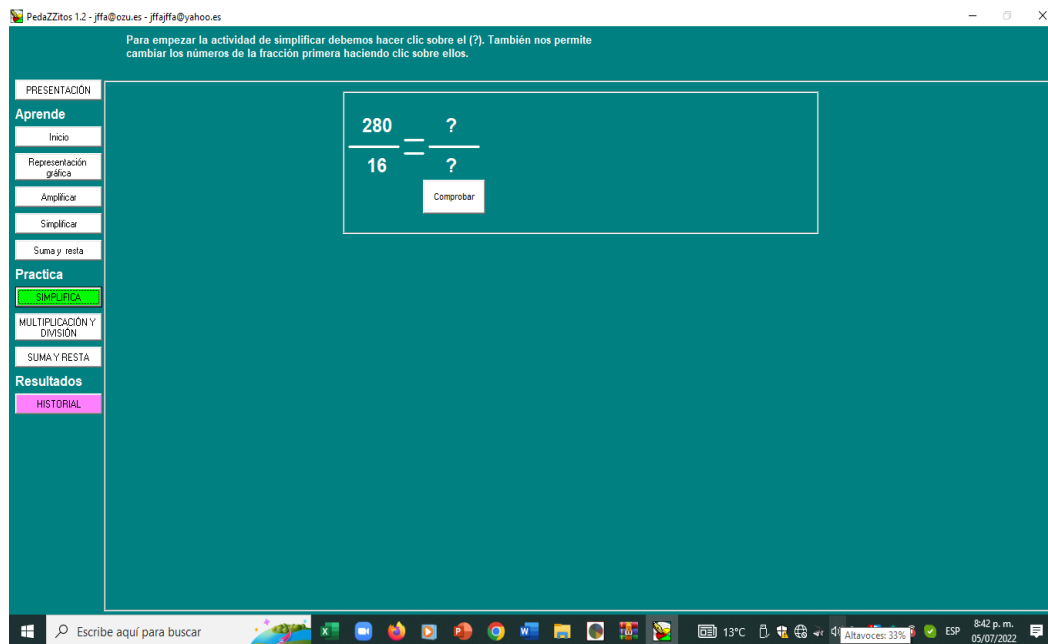 PedaZZitos 1.2 - jffa@ozu.es - jffajffa@yahoo.es
Para empezar la actividad de simplificar debemos hacer clic sobre el (?). También nos permite
cambiar los números de la fracción primera haciendo clic sobre ellos.
PRESENTACIÓN
Aprende
Inicio
Representación
gráfica
Amplificar
Simplificar
Suma y resta
Practica
SIMPLIFICA
MULTIPLICACIÓN Y
DIVISIÓN
SUMA Y RESTA
Resultados
HISTORIAL
280
16
=
?
?
Comprobar
Escribe aquí para buscar
13°C
Altavoces: 33%
ESP
8:42 p. m.
05/07/2022